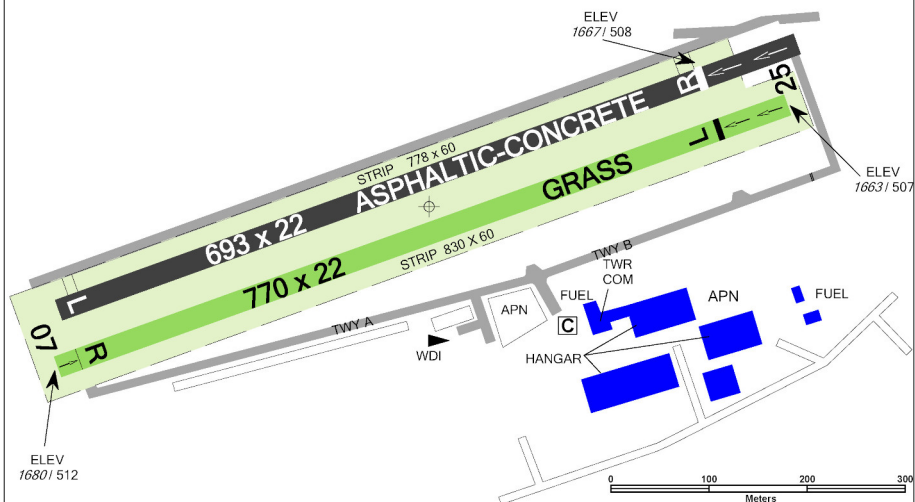 ELEV
1667 / 508
R
25
ASPHALTIC-CONCRETE
STRIP 778 x 60
L
GRASS
ELEV
1663 / 507
693 x 22
STRIP 830 X 60
770 x 22
L
TWY B
TWR
COM
FUEL
APN
APN
FUEL
TWY A
C
07
R
WDI
HANGAR
ELEV
1680 / 512
0 100 200 300
Meters